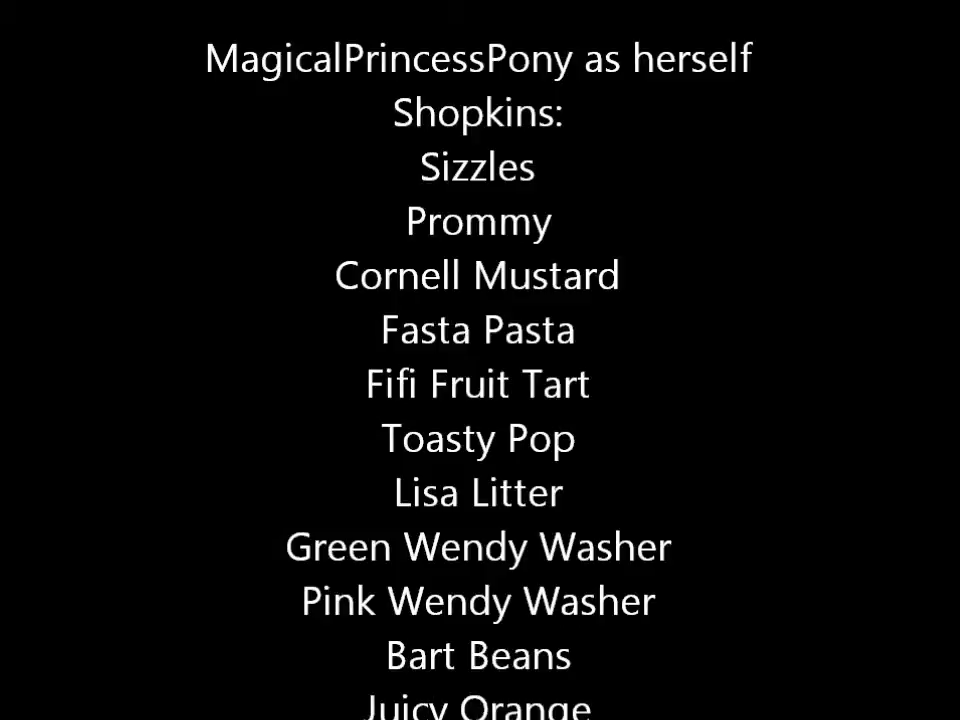 MagicalPrincessPony as herself
Shopkins:
Sizzles
Prommy
Cornell Mustard
Fasta Pasta
Fifi Fruit Tart
Toasty Pop
Lisa Litter
Green Wendy Washer
Pink Wendy Washer
Bart Beans
Juicy Orange